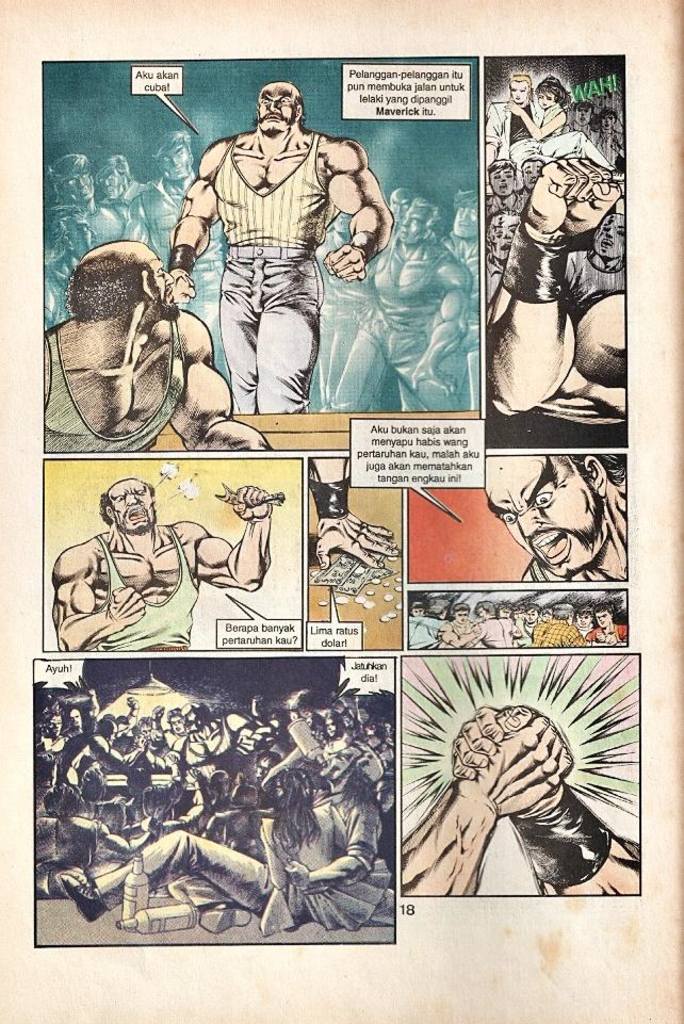 Aku akan
cuba!
Pelanggan-pelanggan itu
pun membuka jalan untuk
lelaki yang dipanggil
Maverick itu.
WAH!
Berapa banyak
pertaruhan kau?
Lima ratus
dolar!
Aku bukan saja akan
menyapu habis wang
pertaruhan kau, malah aku
juga akan mematahkan
tangan engkau ini!
Ayuh!
Jatuhkan
dia!
18